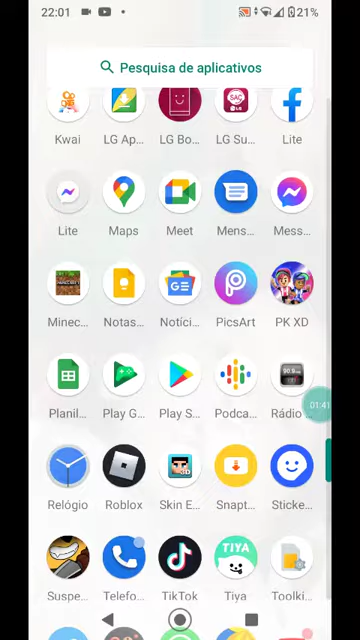 22:01
21%
Pesquisa de aplicativos
Kwai LG Ap... LG Bo... LG Su... Lite
Lite Maps Meet Mens... Mess...
Minec... Notas... Notíci... PicsArt PK XD
Planil... Play G... Play S... Podca... Rádio ...
01:41
Relógio Roblox Skin E... Snapt... Sticke...
TIYA
Suspe... Telefo... TikTok Tiya Toolki...